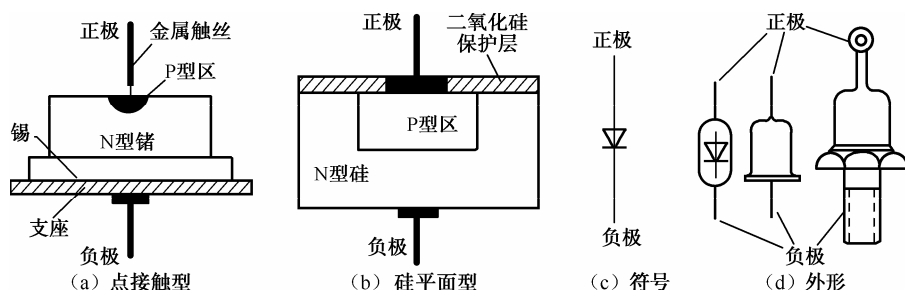 正极
金属触丝
P型区
N型锗
锡
支座
负极
(a) 点接触型
正极
二氧化硅
保护层
P型区
N型硅
负极
(b) 硅平面型
正极
负极
(c) 符号
正极
负极
(d) 外形